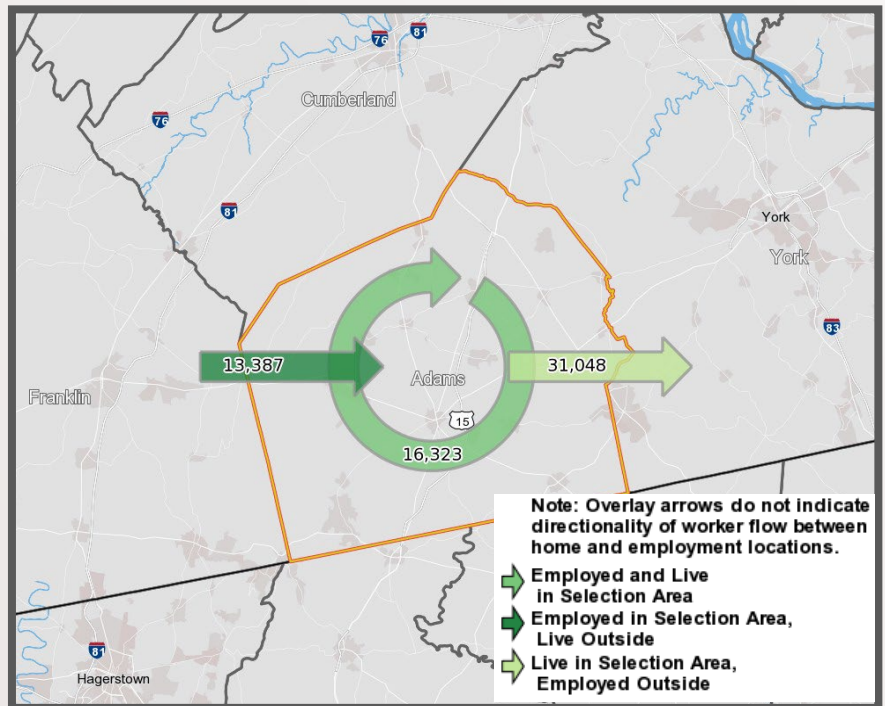 76
81
Cumberland
76
81
York
York
83
13,387
31,048
Adams
Franklin
15
16,323
Note: Overlay arrows do not indicate
directionality of worker flow between
home and employment locations.
Employed and Live
in Selection Area
Employed in Selection Area,
Live Outside
Live in Selection Area,
Employed Outside
81
Hagerstown